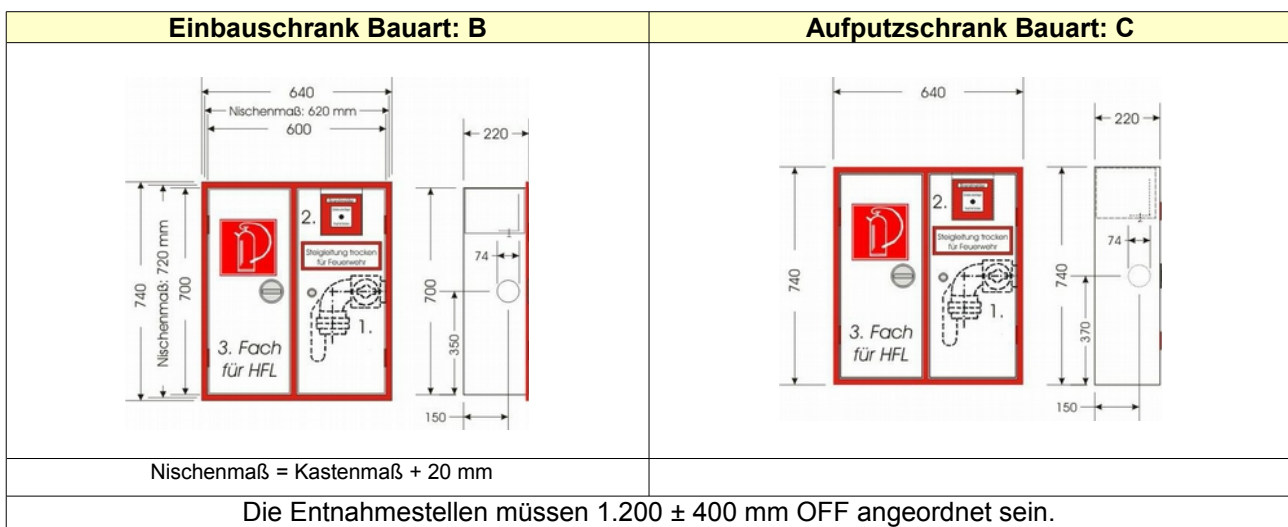 Einbauschrank Bauart: B
Aufputzschrank Bauart: C
640
Nischenmaß: 620 mm
600
220
740
Nischenmaß: 720 mm
700
2.
Steigleitung trocken
für Feuerwehr
1.
3. Fach
für HFL
74
700
350
150
640
220
740
2.
Steigleitung trocken
für Feuerwehr
1.
3. Fach
für HFL
74
740
370
150
Nischenmaß = Kastenmaß + 20 mm
Die Entnahmestellen müssen 1.200 ± 400 mm OFF angeordnet sein.